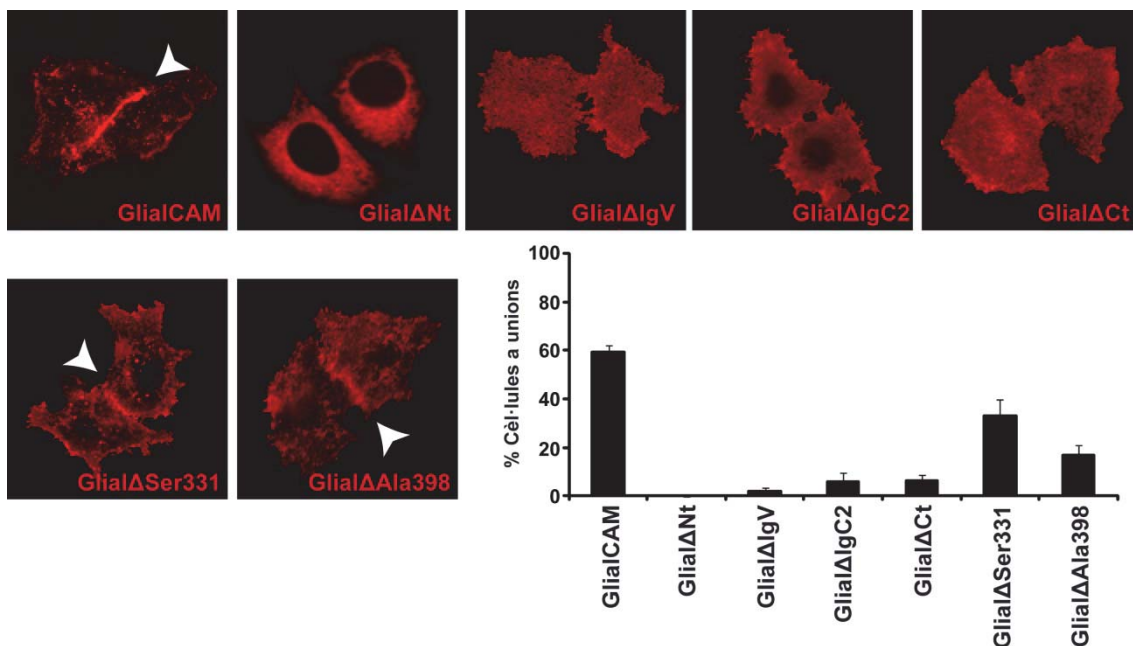 GlialCAM
GlialΔNt
GlialΔIgV
GlialΔIgC2
GlialΔCt
GlialΔSer331
GlialΔAla398
% Cèl·lules a unions
100
80
60
40
20
0
GlialCAM
GlialΔNt
GlialΔIgV
GlialΔIgC2
GlialΔCt
GlialΔSer331
GlialΔAla398